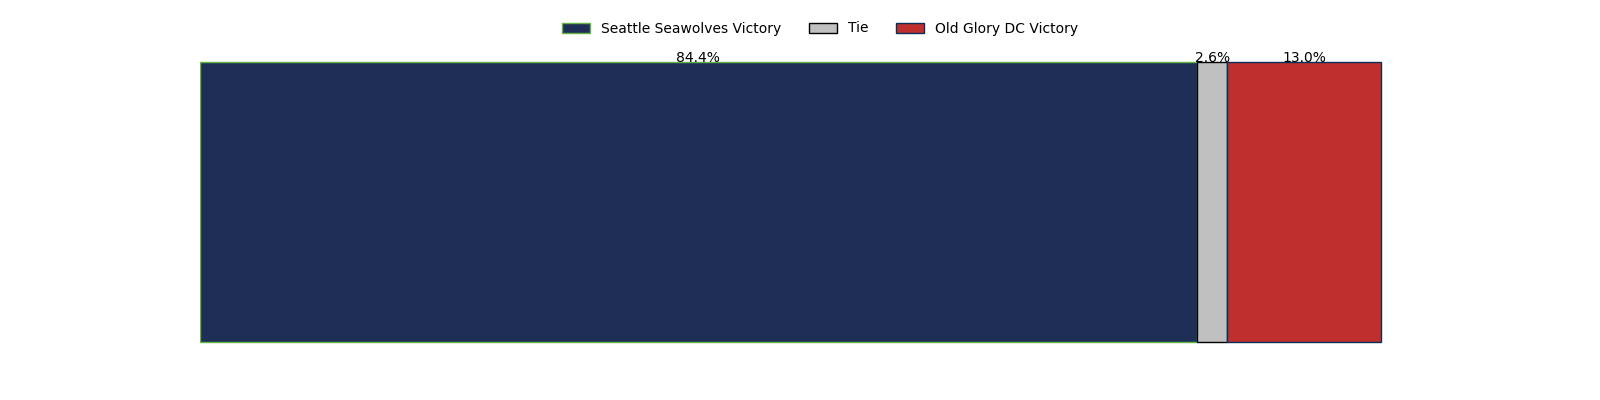 Seattle Seawolves Victory Tie Old Glory DC Victory
84.4% 2.6% 13.0%